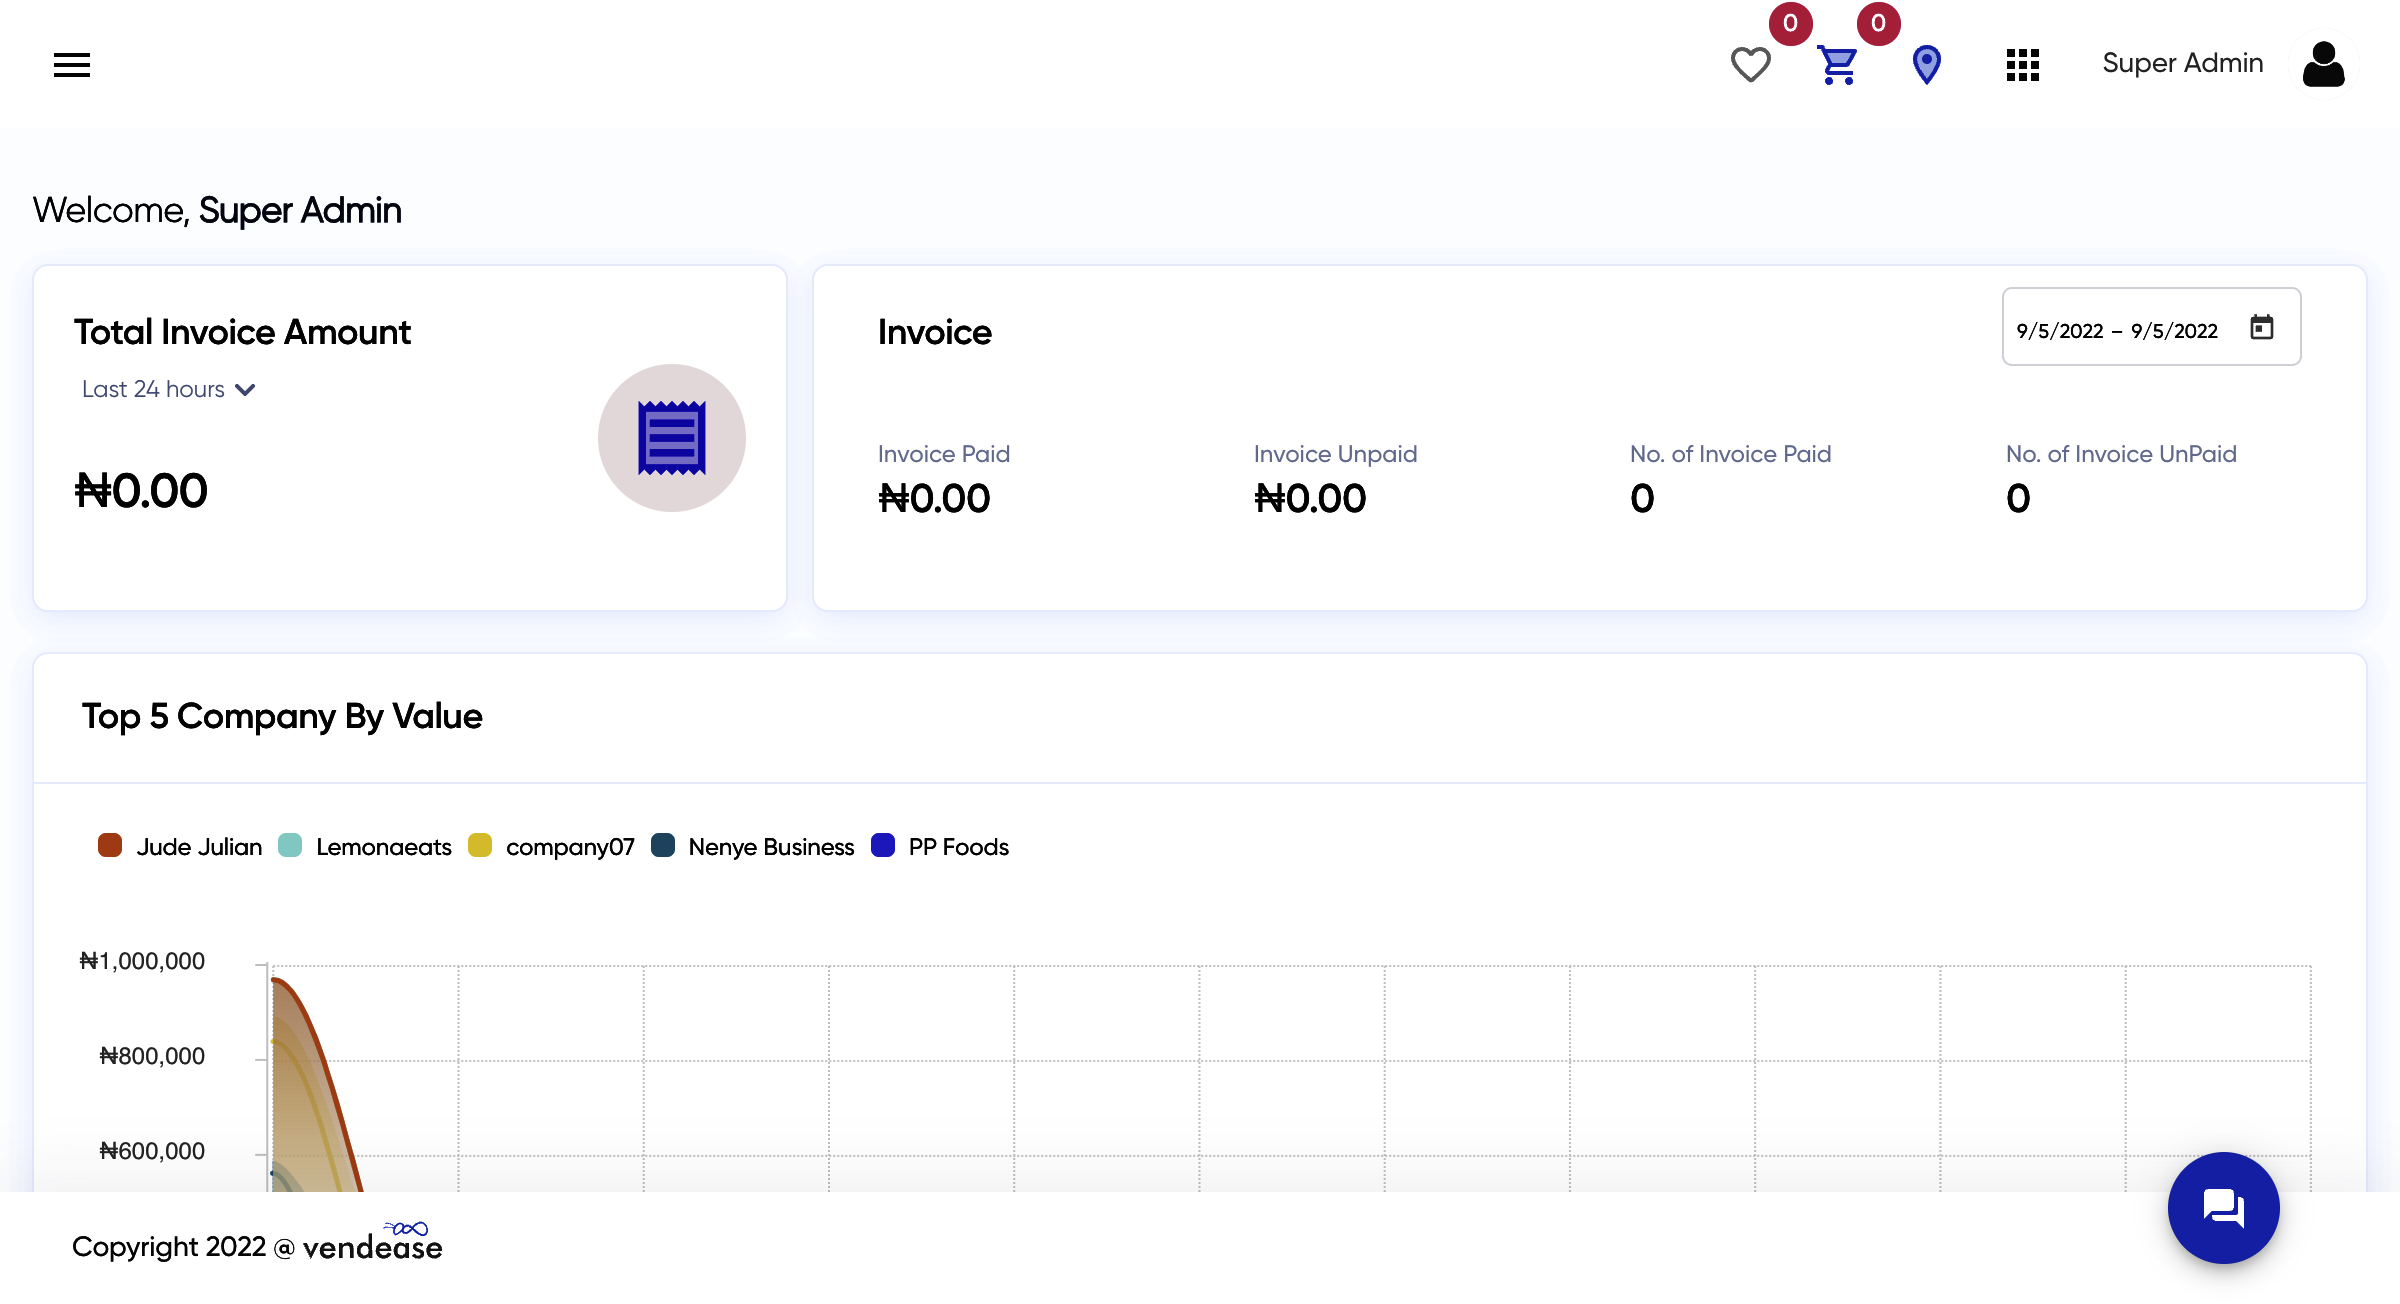 0 0
Super Admin
Welcome, Super Admin
Total Invoice Amount
Last 24 hours
₦0.00
Invoice
9/5/2022 – 9/5/2022
Invoice Paid Invoice Unpaid No. of Invoice Paid No. of Invoice UnPaid
₦0.00 ₦0.00 0 0
Top 5 Company By Value
Jude Julian Lemonaeats company07 Nenye Business PP Foods
₦1,000,000
₦800,000
₦600,000
Copyright 2022 @ vendease